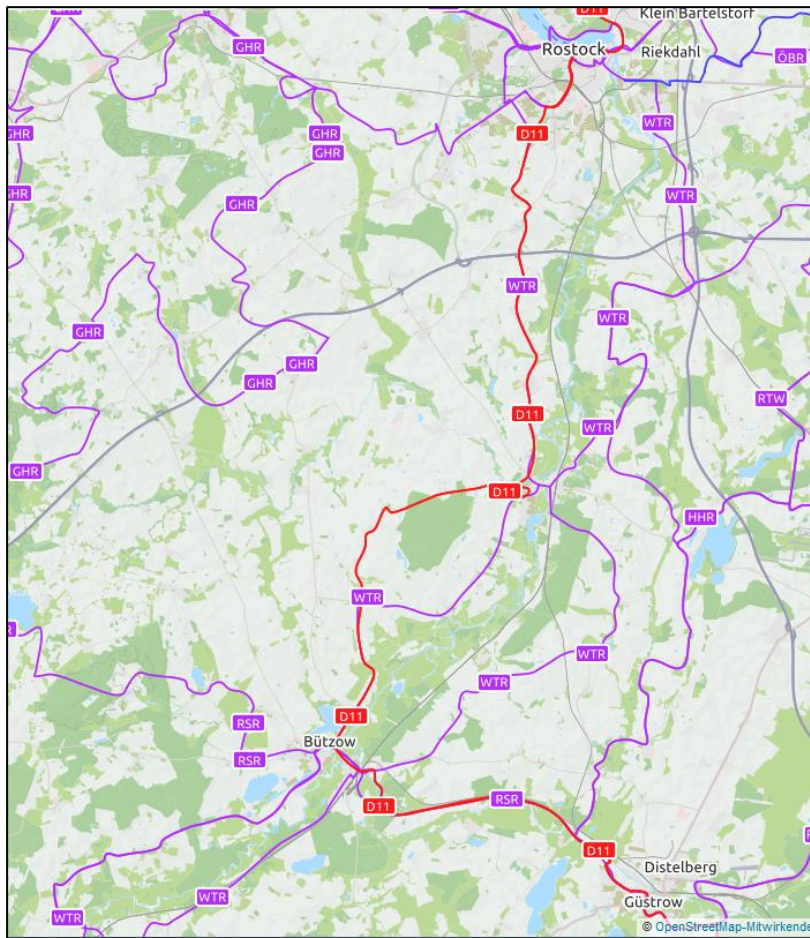 GHR
D11
Klein Bartelstorf
GHR
Rostock
Riekdahl
ÖBR
GHR
GHR
D11
WTR
GHR
WTR
GHR
GHR
WTR
WTR
GHR
GHR
GHR
RTW
D11
WTR
GHR
D11
HHR
WTR
WTR
WTR
D11
RSR
Bützow
RSR
RSR
D11
D11
Distelberg
WTR
Güstrow
WTR
© OpenStreetMap-Mitwirkende